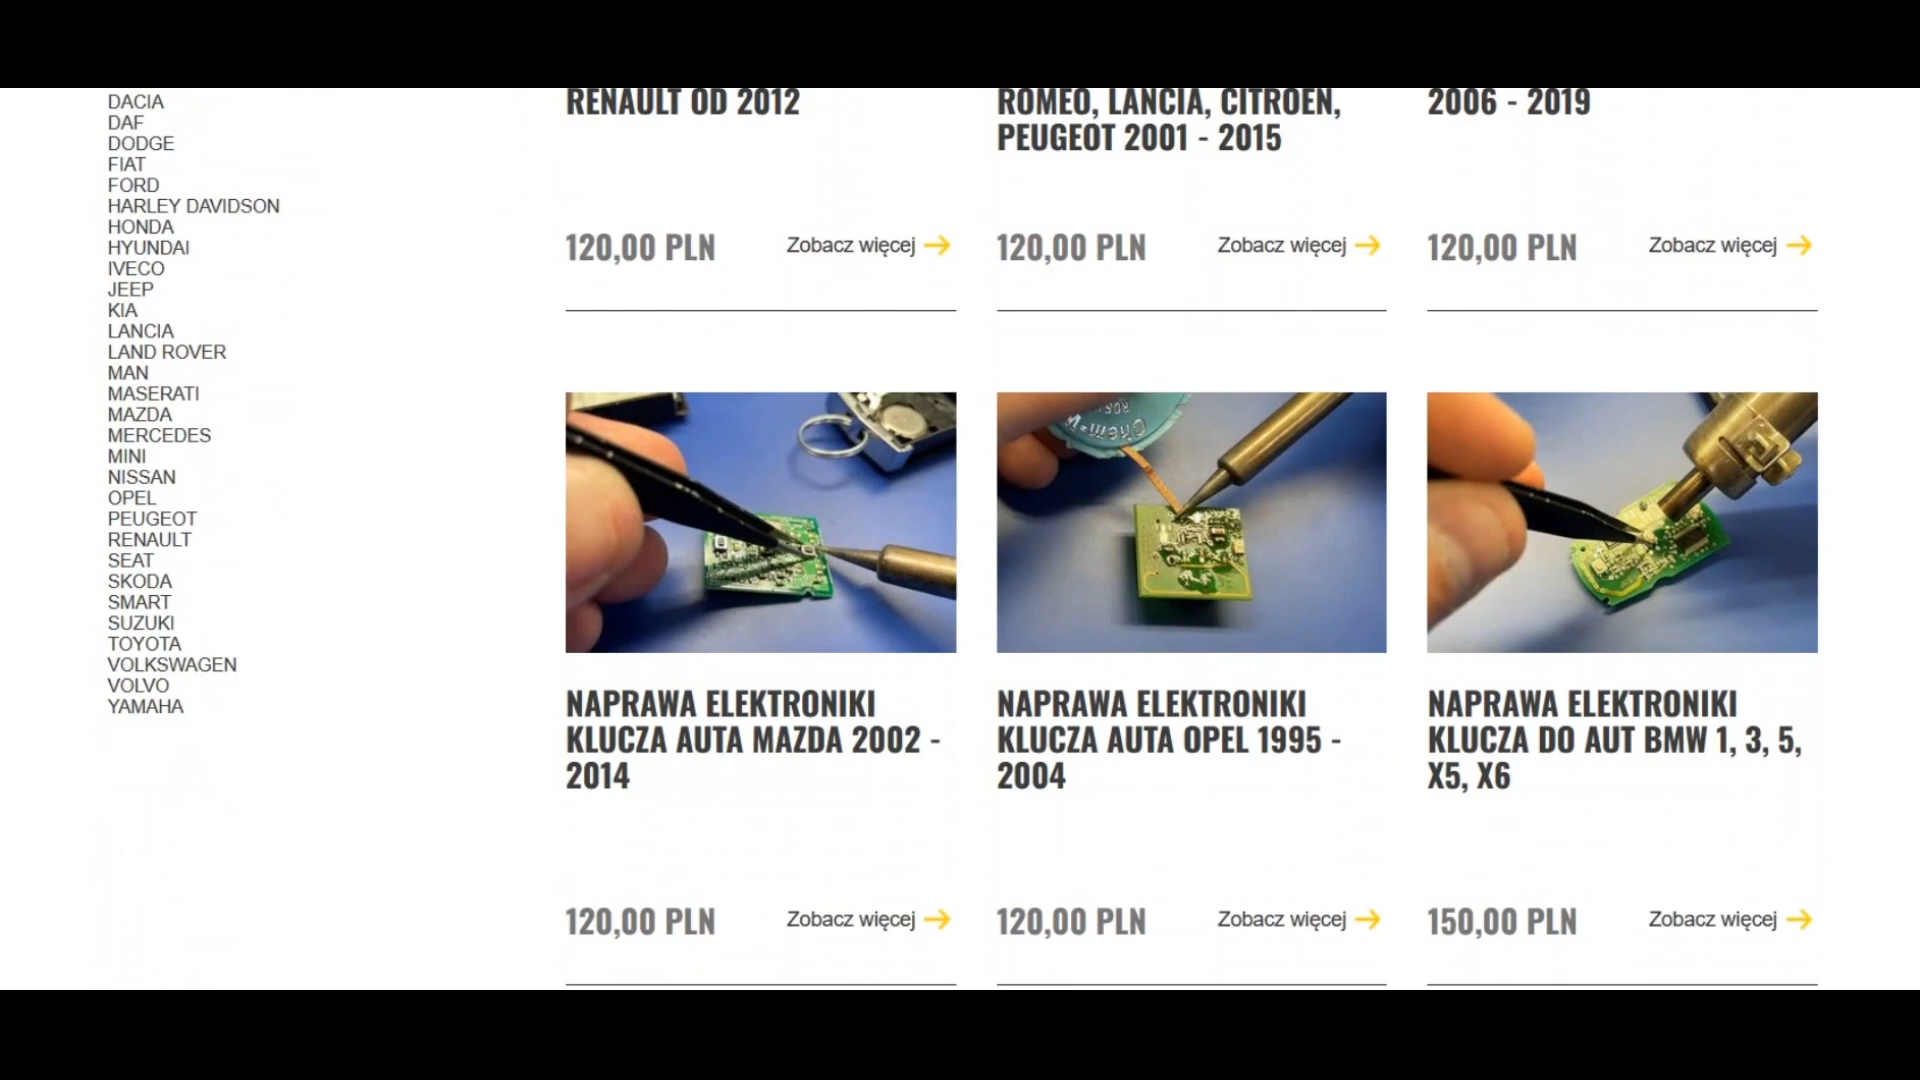 DACIA
DAF
DODGE
FIAT
FORD
HARLEY DAVIDSON
HONDA
HYUNDAI
IVECO
JEEP
KIA
LANCIA
LAND ROVER
MAN
MASERATI
MAZDA
MERCEDES
MINI
NISSAN
OPEL
PEUGEOT
RENAULT
SEAT
SKODA
SMART
SUZUKI
TOYOTA
VOLKSWAGEN
VOLVO
YAMAHA
RENAULT OD 2012
120,00 PLN
Zobacz więcej
ROMEO, LANCIA, CITROEN,
PEUGEOT 2001 - 2015
120,00 PLN
Zobacz więcej
2006 - 2019
120,00 PLN
Zobacz więcej
NAPRAWA ELEKTRONIKI
KLUCZA AUTA MAZDA 2002 -
2014
120,00 PLN
Zobacz więcej
Chem
NAPRAWA ELEKTRONIKI
KLUCZA AUTA OPEL 1995 -
2004
120,00 PLN
Zobacz więcej
NAPRAWA ELEKTRONIKI
KLUCZA DO AUT BMW 1, 3, 5,
X5, X6
150,00 PLN
Zobacz więcej